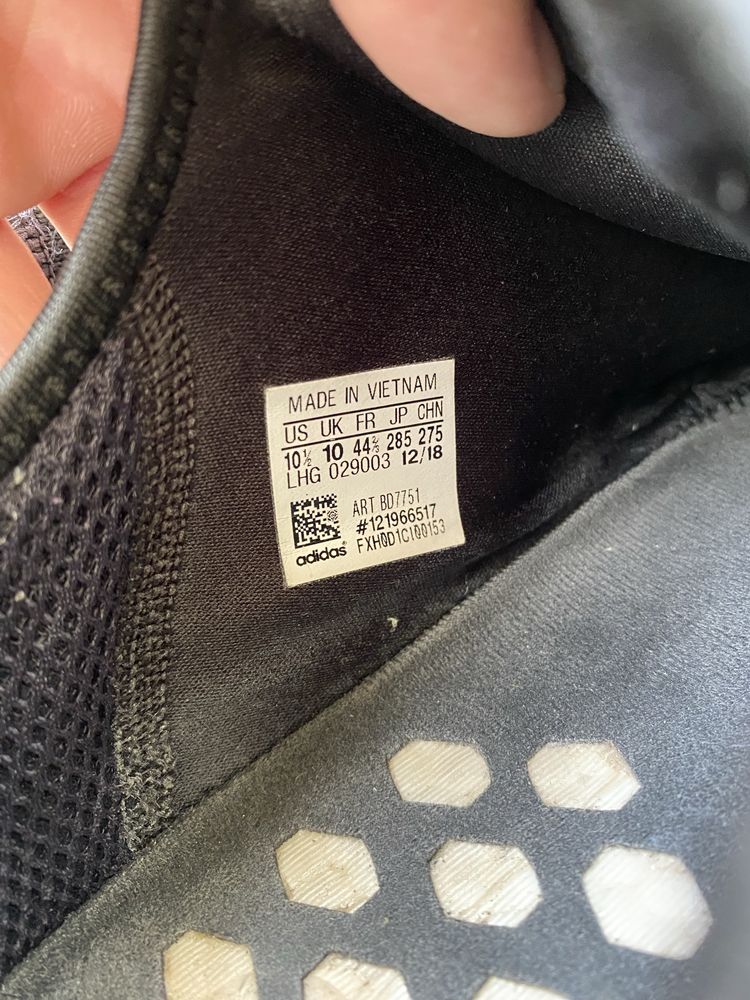 MADE IN VIETNAM
US UK FR JP CHN
10½ 10 44⅔ 285 275
LHG 029003 12/18
ART BD7751
#121966517
FXH0D1CI00153
adidas®